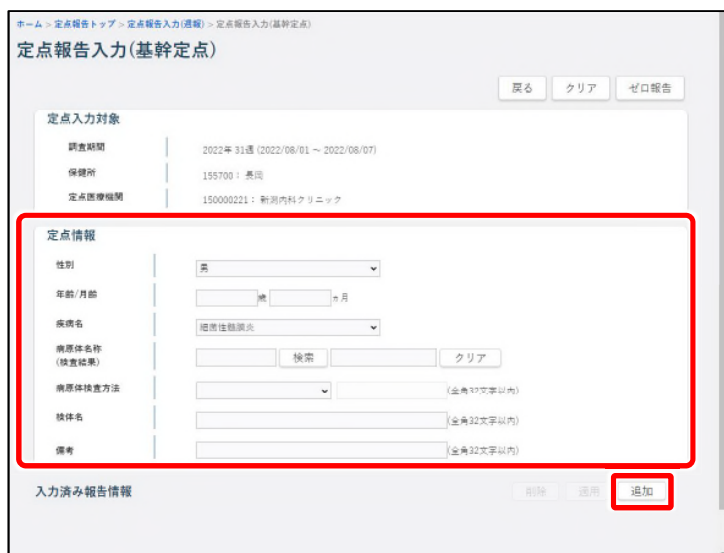 ホーム > 定点報告トップ > 定点報告入力(週報) > 定点報告入力(基幹定点)
定点報告入力(基幹定点)
戻る クリア ゼロ報告
定点入力対象
調査期間 2022年 31週 (2022/08/01 ～ 2022/08/07)
保健所 155700： 長岡
定点医療機関 150000221： 新潟内科クリニック
定点情報
性別 男
年齢/月齢 歳 ヵ月
疾病名 細菌性髄膜炎
病原体名称 検索 クリア
(検査結果)
病原体検査方法 (全角32文字以内)
検体名 (全角32文字以内)
備考 (全角32文字以内)
入力済み報告情報 削除 適用 追加